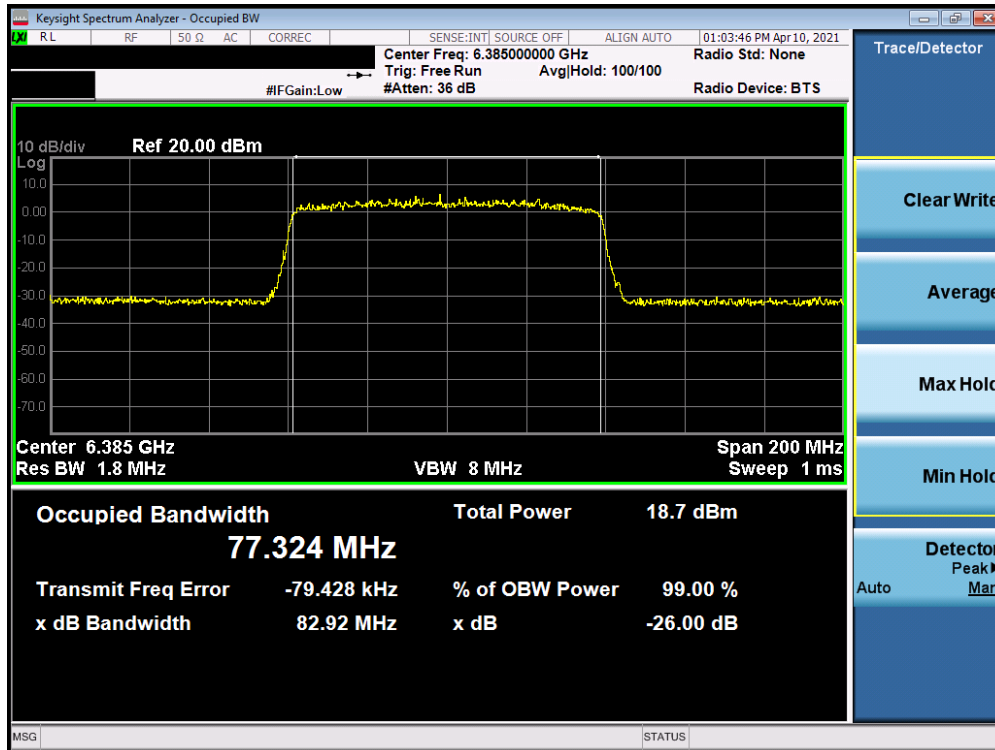 Keysight Spectrum Analyzer - Occupied BW
LXI RL RF 50 Ω AC CORREC SENSE:INT SOURCE OFF ALIGN AUTO 01:03:46 PM Apr 10, 2021
Center Freq: 6.385000000 GHz Radio Std: None
Trig: Free Run Avg|Hold: 100/100
#IFGain:Low #Atten: 36 dB Radio Device: BTS
10 dB/div Ref 20.00 dBm
Log
10.0
0.00
-10.0
-20.0
-30.0
-40.0
-50.0
-60.0
-70.0
Center 6.385 GHz Span 200 MHz
Res BW 1.8 MHz VBW 8 MHz Sweep 1 ms
Occupied Bandwidth Total Power 18.7 dBm
77.324 MHz
Transmit Freq Error -79.428 kHz % of OBW Power 99.00 %
x dB Bandwidth 82.92 MHz x dB -26.00 dB
MSG STATUS
Trace/Detector
Clear Write
Average
Max Hold
Min Hold
Detector
Peak
Auto Man